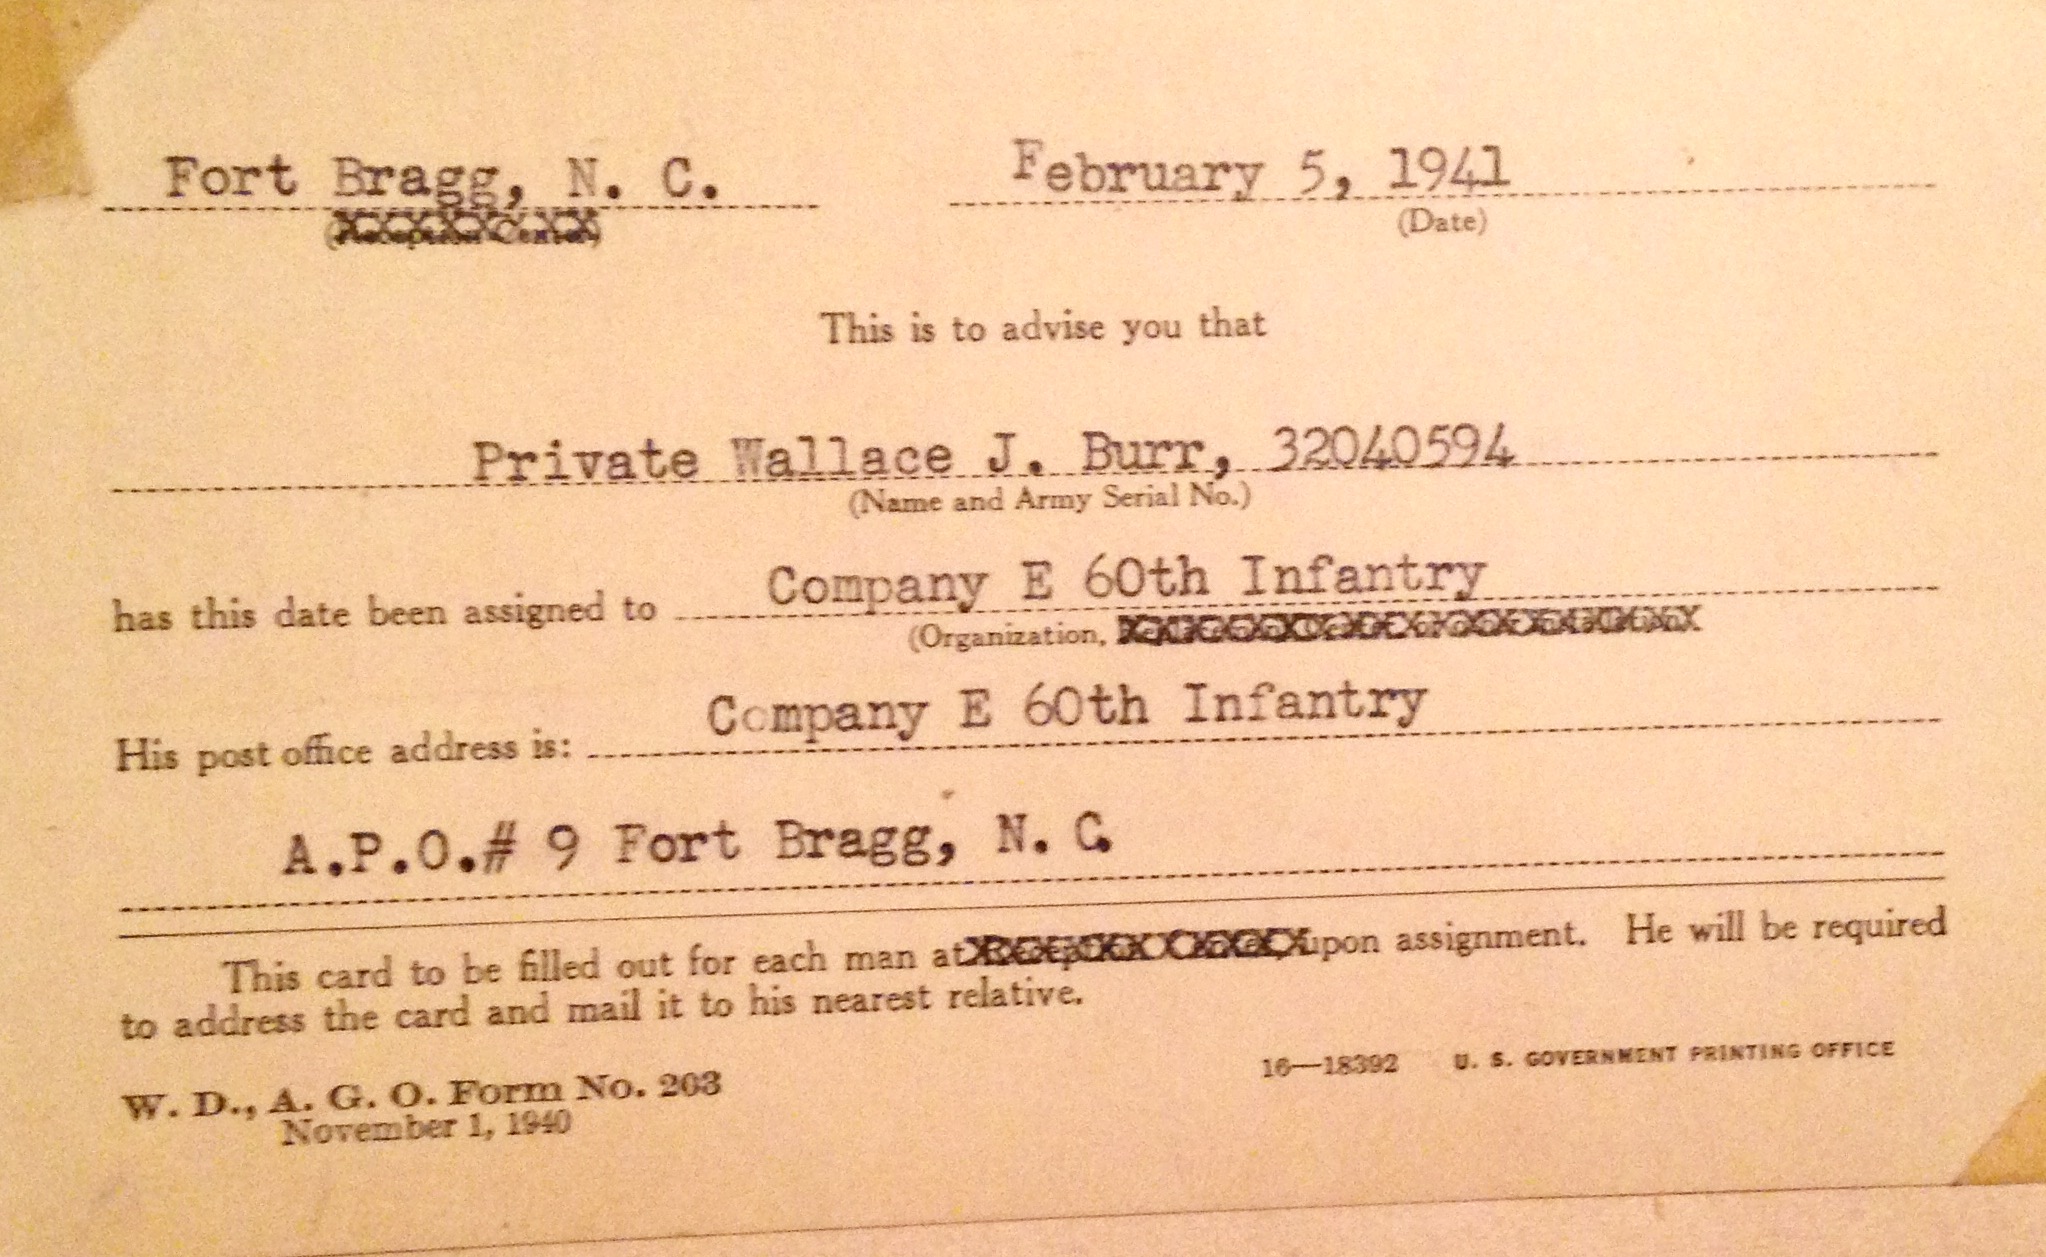 Fort Bragg, N. C. February 5, 1941
(Reception Center) (Date)
This is to advise you that
Private Wallace J. Burr, 32040594
(Name and Army Serial No.)
has this date been assigned to Company E 60th Infantry
(Organization,
His post office address is: Company E 60th Infantry
A.P.O.# 9 Fort Bragg, N. C.
This card to be filled out for each man at Reception Center, upon assignment. He will be required
to address the card and mail it to his nearest relative.
W. D., A. G. O. Form No. 203 16—18392 U. S. GOVERNMENT PRINTING OFFICE
November 1, 1940